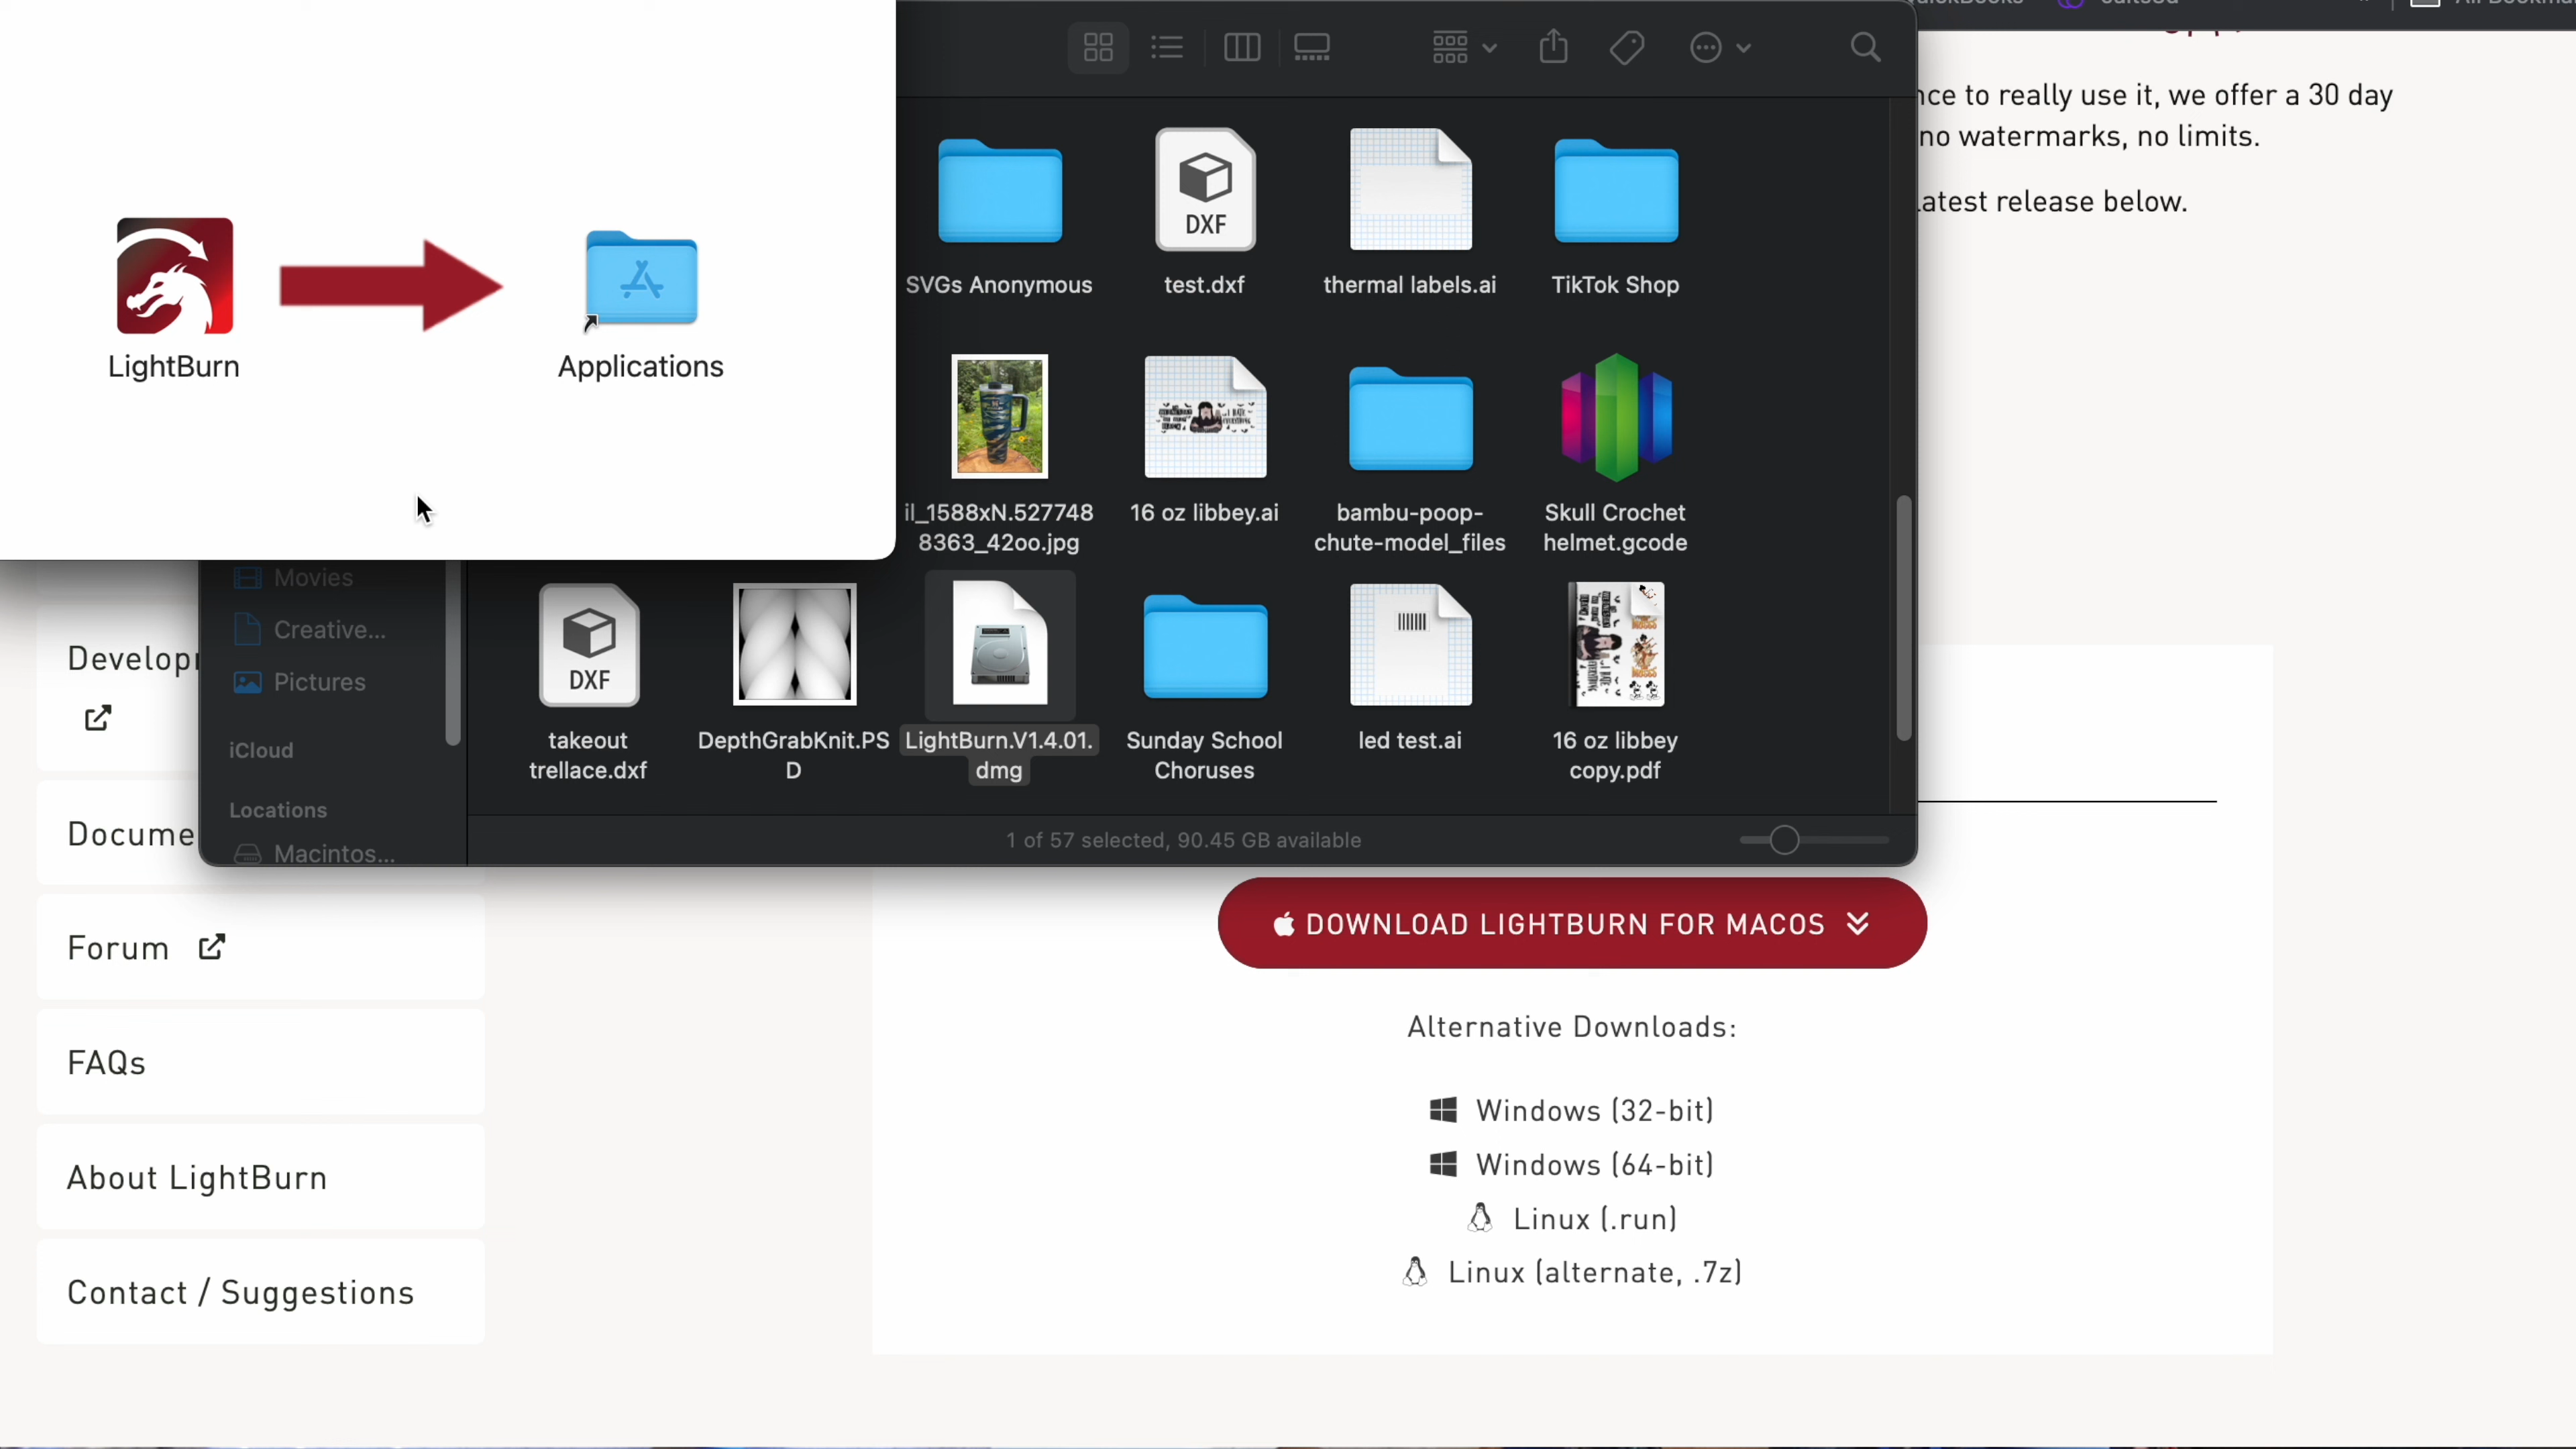 LightBurn
Applications
nce to really use it, we offer a 30 day
no watermarks, no limits.
atest release below.
SVGs Anonymous
DXF
test.dxf
thermal labels.ai
TikTok Shop
il_1588xN.527748
8363_42oo.jpg
16 oz libbey.ai
bambu-poop-
chute-model_files
Skull Crochet
helmet.gcode
Movies
Creative...
Pictures
iCloud
Locations
Macintos...
DXF
takeout
trellace.dxf
DepthGrabKnit.PS
D
LightBurn.V1.4.01.
dmg
Sunday School
Choruses
led test.ai
16 oz libbey
copy.pdf
1 of 57 selected, 90.45 GB available
Develop
Docume
Forum
FAQs
About LightBurn
Contact / Suggestions
DOWNLOAD LIGHTBURN FOR MACOS
Alternative Downloads:
Windows (32-bit)
Windows (64-bit)
Linux (.run)
Linux (alternate, .7z)